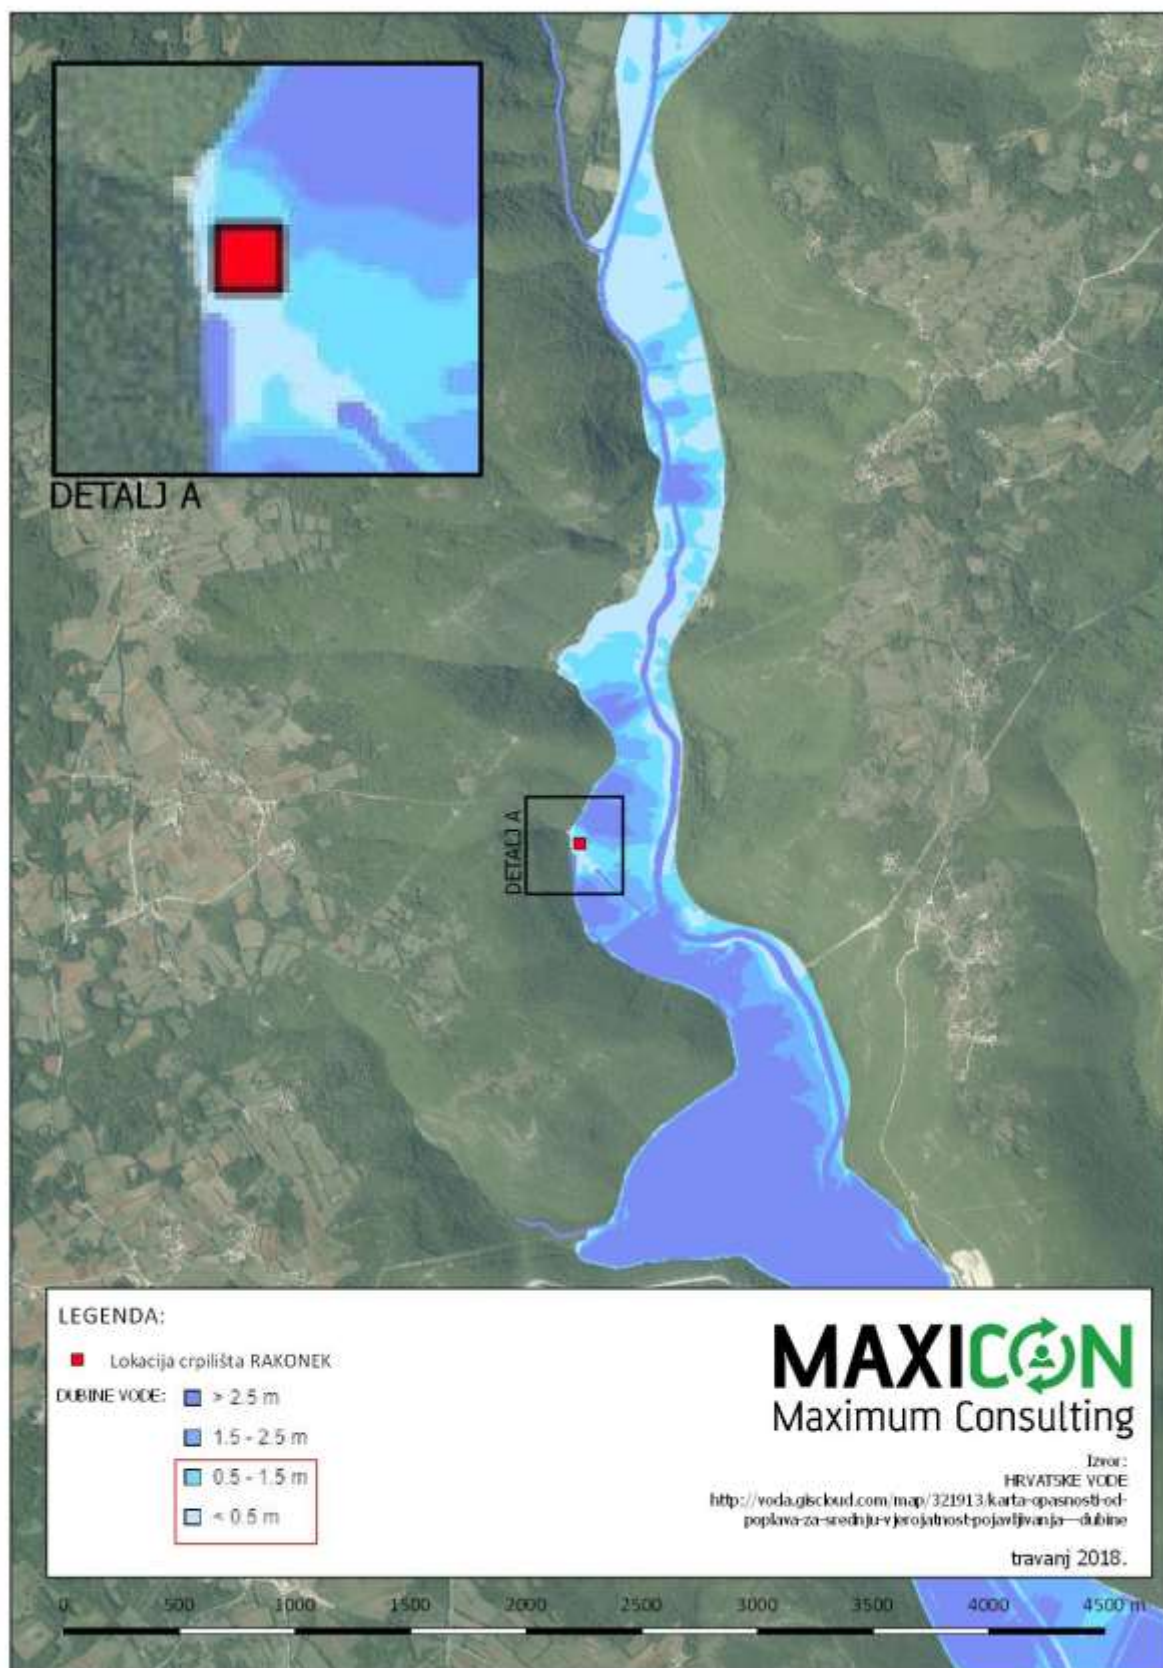 DETALJ A
DETALJ A
LEGENDA:
Lokacija crpilišta RAKONEK
DUBINE VODE:
> 2.5 m
1.5 - 2.5 m
0.5 - 1.5 m
< 0.5 m
MAXICON
Maximum Consulting
Izvor:
HRVATSKE VODE
http://voda.giscloud.com/map/321913/karta-opasnosti-od-
poplava-za-srednju-vjerojatnost-pojavljivanja---dubine
travanj 2018.
0 500 1000 1500 2000 2500 3000 3500 4000 4500 m